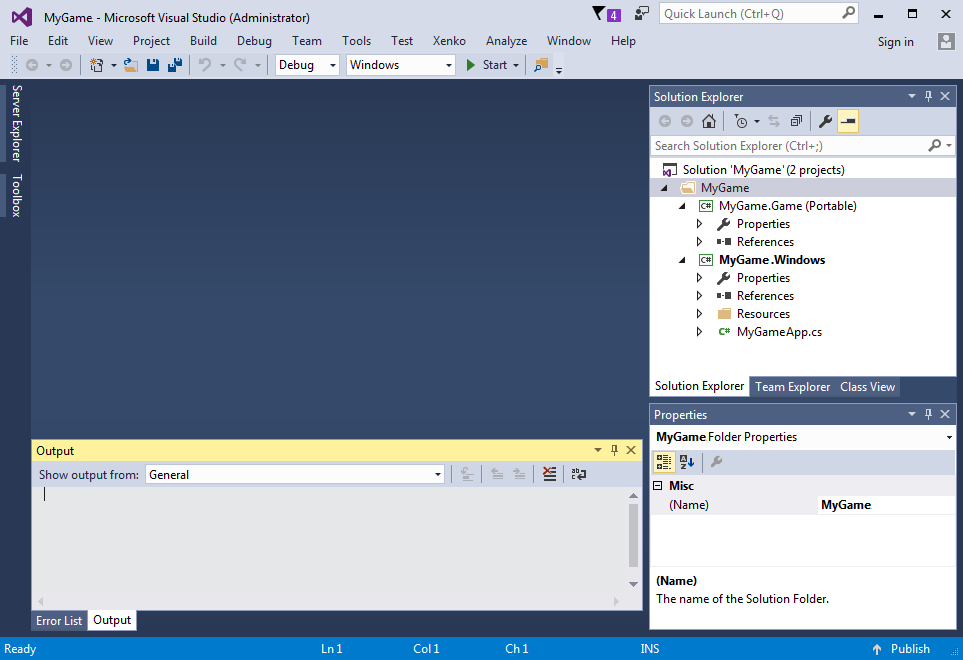 MyGame - Microsoft Visual Studio (Administrator)
4
Quick Launch (Ctrl+Q)
File Edit View Project Build Debug Team Tools Test Xenko Analyze Window Help
Sign in
Debug Windows Start
Server Explorer
Toolbox
Solution Explorer
Search Solution Explorer (Ctrl+;)
Solution 'MyGame' (2 projects)
MyGame
C# MyGame.Game (Portable)
Properties
References
C# MyGame.Windows
Properties
References
Resources
C# MyGameApp.cs
Solution Explorer Team Explorer Class View
Properties
MyGame Folder Properties
Misc
(Name) MyGame
(Name)
The name of the Solution Folder.
Output
Show output from: General
Error List Output
Ready Ln 1 Col 1 Ch 1 INS Publish